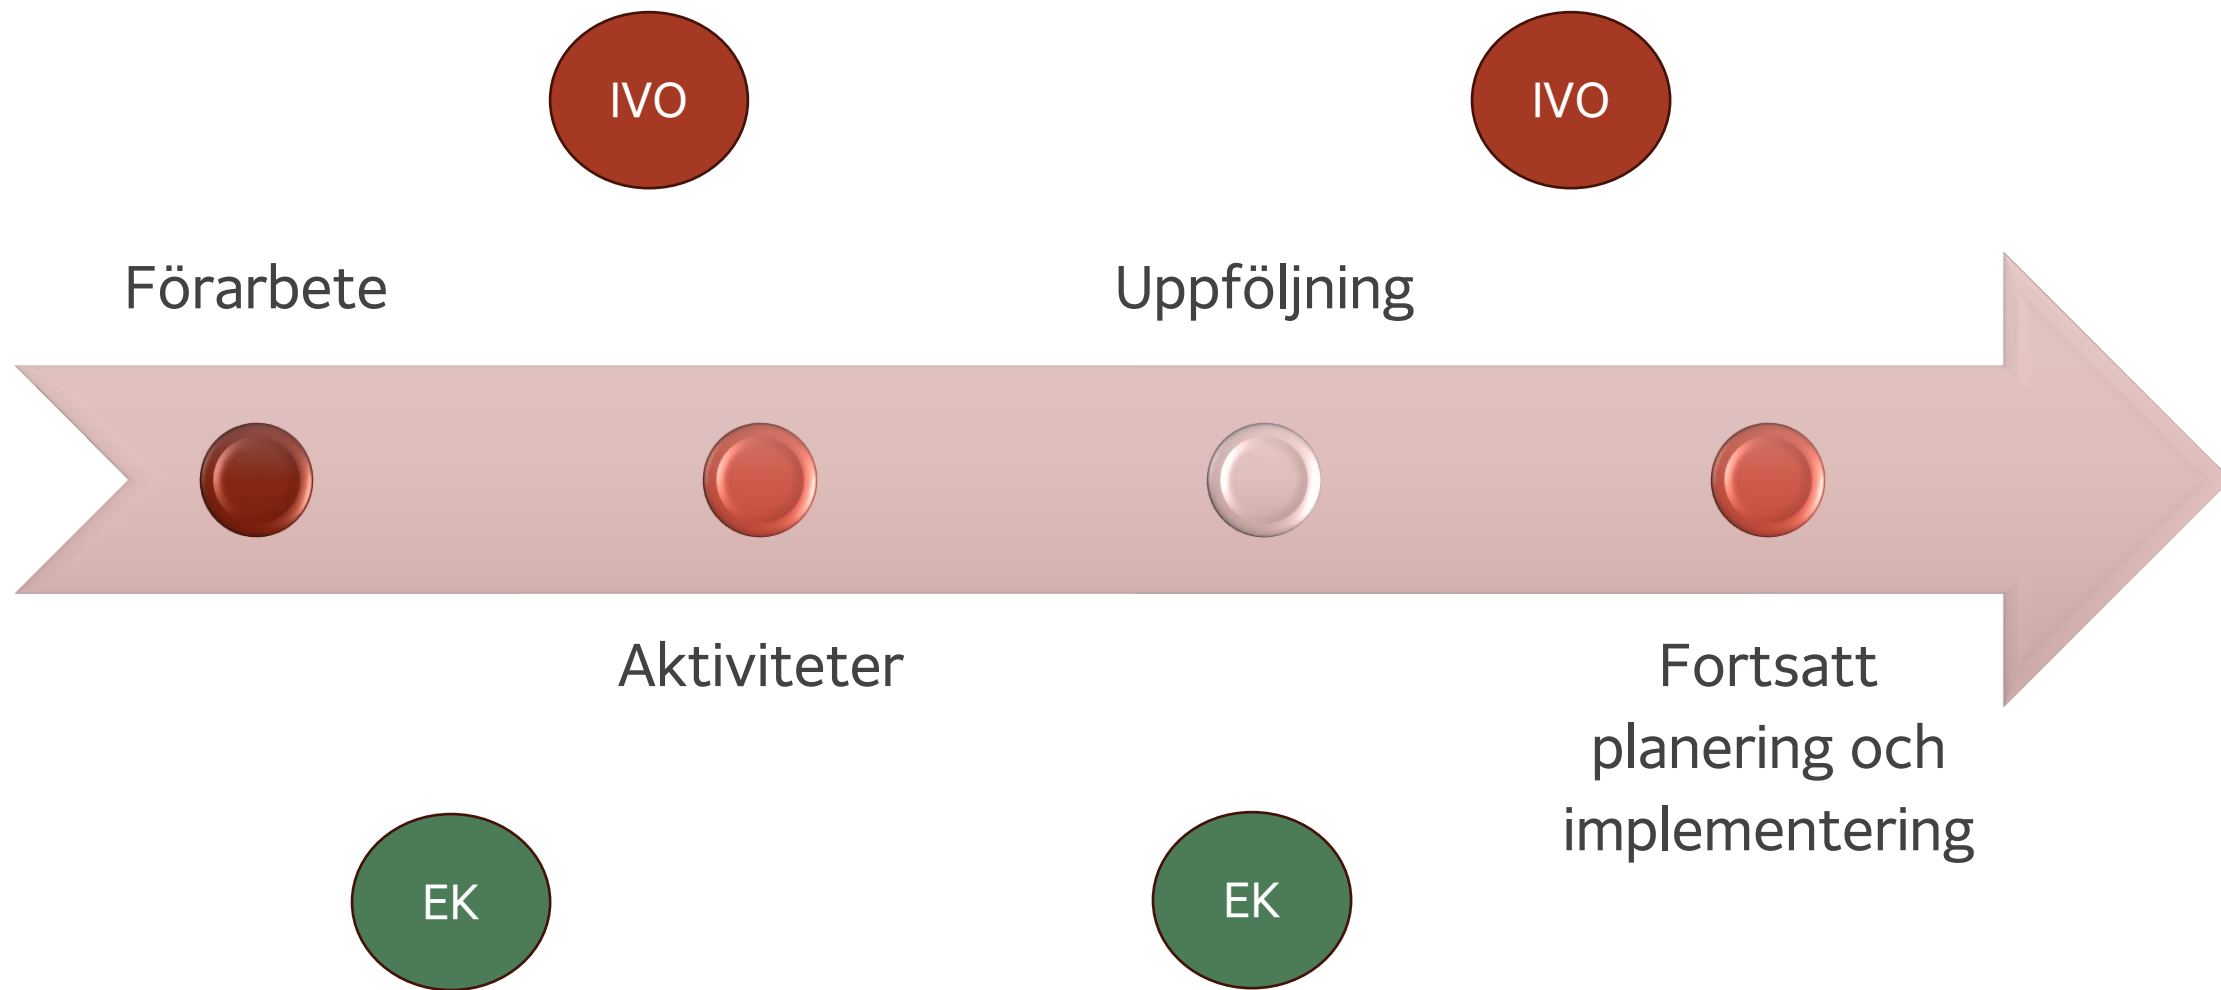 IVO
IVO
Förarbete
Uppföljning
Aktiviteter
Fortsatt
planering och
implementering
EK
EK